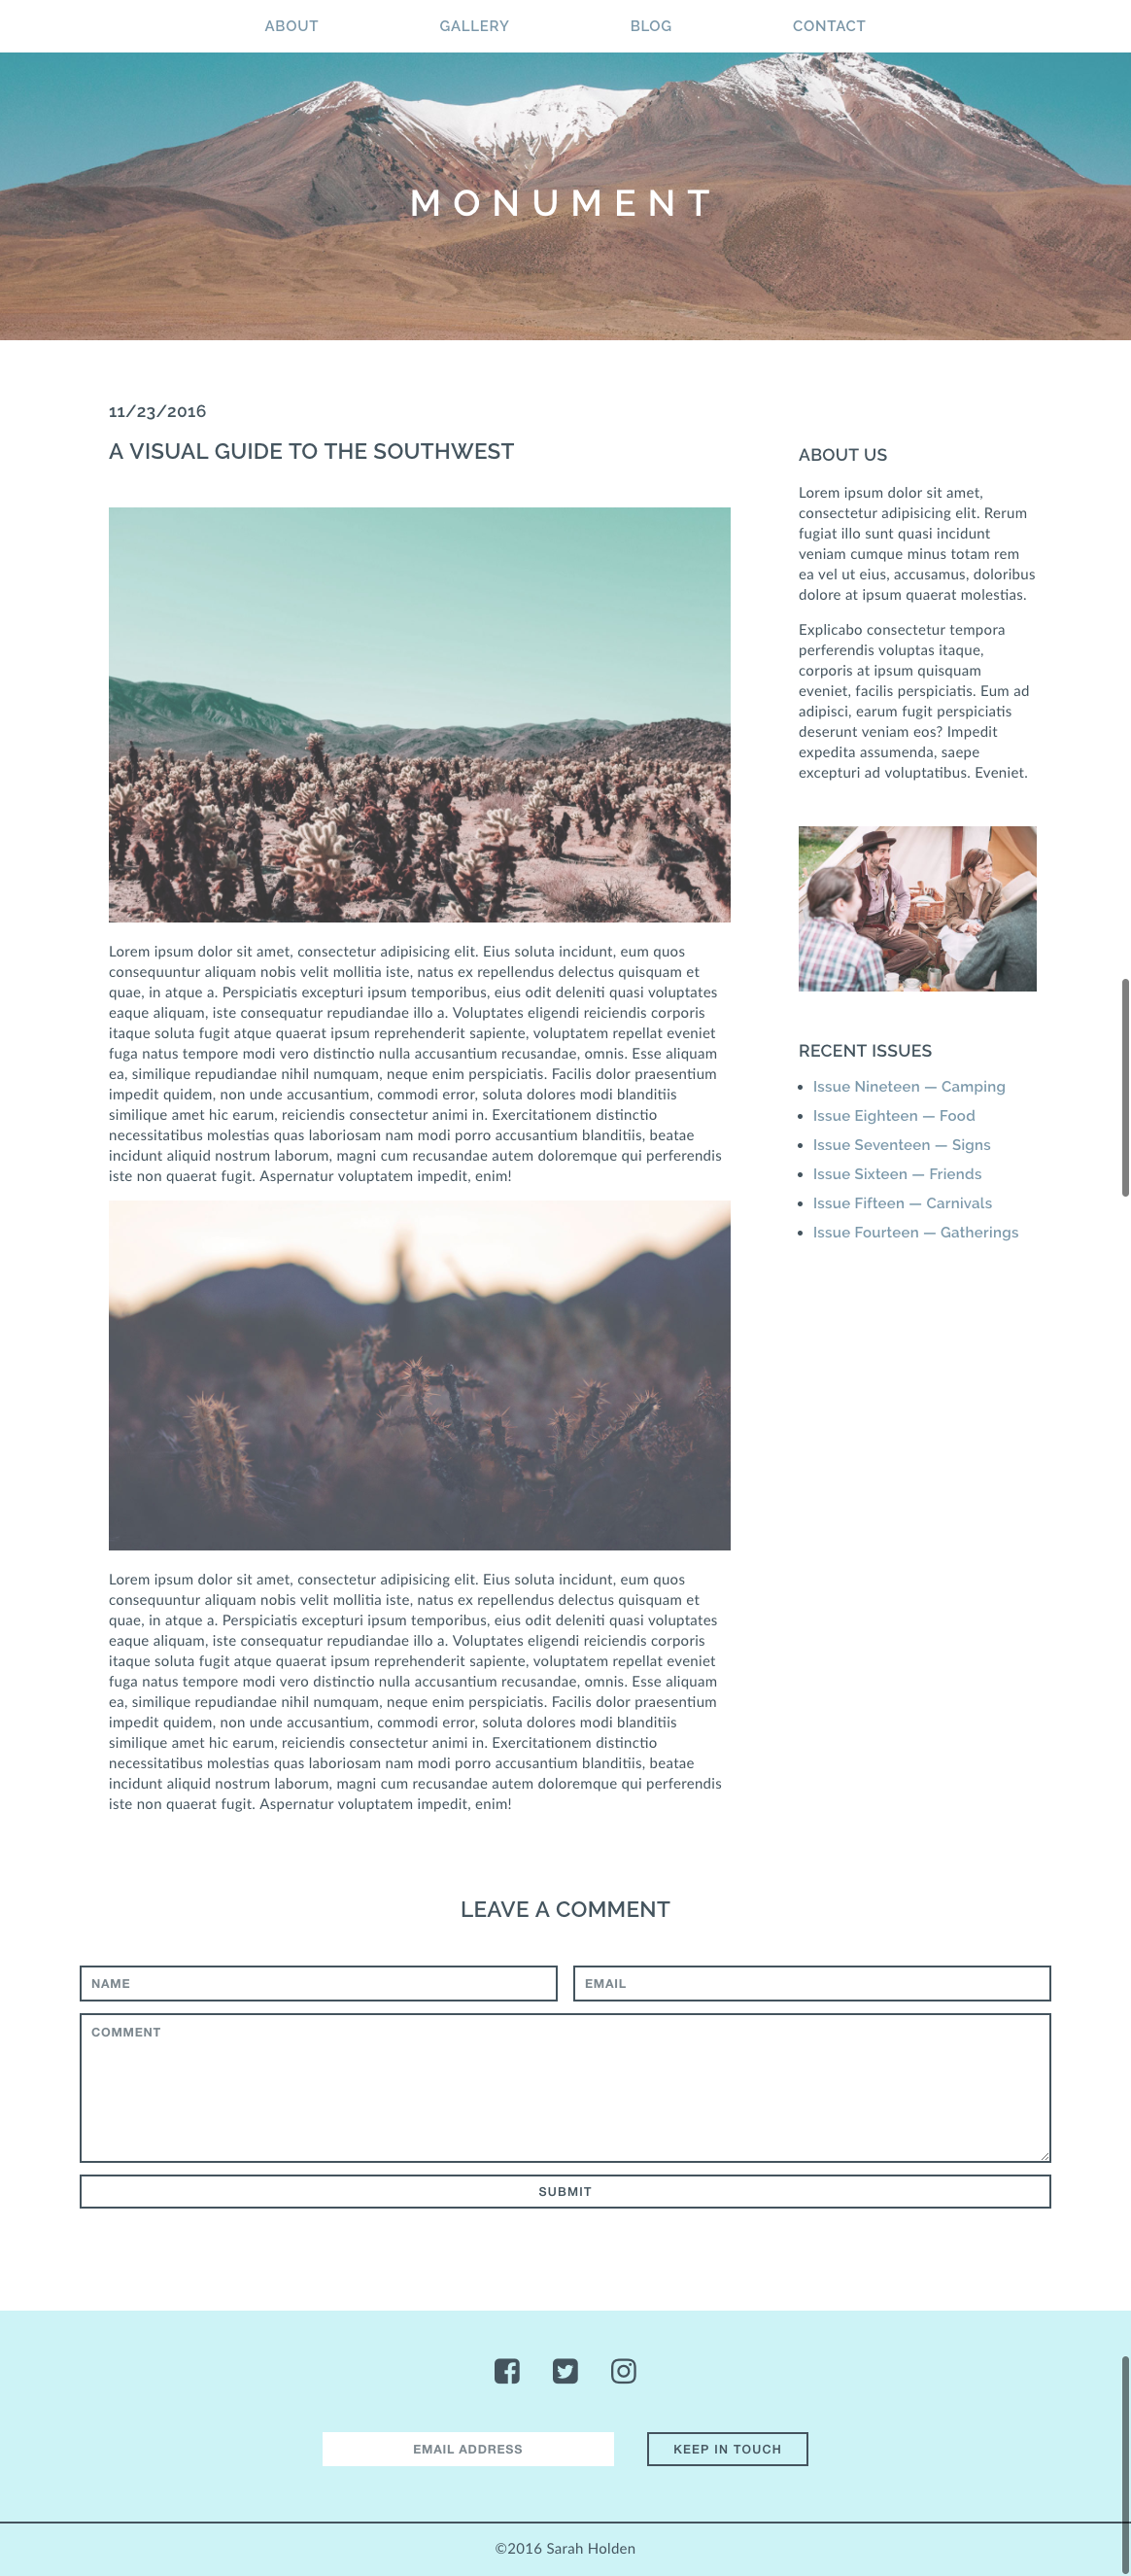 ABOUT GALLERY BLOG CONTACT
MONUMENT
11/23/2016
A VISUAL GUIDE TO THE SOUTHWEST
Lorem ipsum dolor sit amet, consectetur adipisicing elit. Eius soluta incidunt, eum quos
consequuntur aliquam nobis velit mollitia iste, natus ex repellendus delectus quisquam et
quae, in atque a. Perspiciatis excepturi ipsum temporibus, eius odit deleniti quasi voluptates
eaque aliquam, iste consequatur repudiandae illo a. Voluptates eligendi reiciendis corporis
itaque soluta fugit atque quaerat ipsum reprehenderit sapiente, voluptatem repellat eveniet
fuga natus tempore modi vero distinctio nulla accusantium recusandae, omnis. Esse aliquam
ea, similique repudiandae nihil numquam, neque enim perspiciatis. Facilis dolor praesentium
impedit quidem, non unde accusantium, commodi error, soluta dolores modi blanditiis
similique amet hic earum, reiciendis consectetur animi in. Exercitationem distinctio
necessitatibus molestias quas laboriosam nam modi porro accusantium blanditiis, beatae
incidunt aliquid nostrum laborum, magni cum recusandae autem doloremque qui perferendis
iste non quaerat fugit. Aspernatur voluptatem impedit, enim!
Lorem ipsum dolor sit amet, consectetur adipisicing elit. Eius soluta incidunt, eum quos
consequuntur aliquam nobis velit mollitia iste, natus ex repellendus delectus quisquam et
quae, in atque a. Perspiciatis excepturi ipsum temporibus, eius odit deleniti quasi voluptates
eaque aliquam, iste consequatur repudiandae illo a. Voluptates eligendi reiciendis corporis
itaque soluta fugit atque quaerat ipsum reprehenderit sapiente, voluptatem repellat eveniet
fuga natus tempore modi vero distinctio nulla accusantium recusandae, omnis. Esse aliquam
ea, similique repudiandae nihil numquam, neque enim perspiciatis. Facilis dolor praesentium
impedit quidem, non unde accusantium, commodi error, soluta dolores modi blanditiis
similique amet hic earum, reiciendis consectetur animi in. Exercitationem distinctio
necessitatibus molestias quas laboriosam nam modi porro accusantium blanditiis, beatae
incidunt aliquid nostrum laborum, magni cum recusandae autem doloremque qui perferendis
iste non quaerat fugit. Aspernatur voluptatem impedit, enim!
ABOUT US
Lorem ipsum dolor sit amet,
consectetur adipisicing elit. Rerum
fugiat illo sunt quasi incidunt
veniam cumque minus totam rem
ea vel ut eius, accusamus, doloribus
dolore at ipsum quaerat molestias.
Explicabo consectetur tempora
perferendis voluptas itaque,
corporis at ipsum quisquam
eveniet, facilis perspiciatis. Eum ad
adipisci, earum fugit perspiciatis
deserunt veniam eos? Impedit
expedita assumenda, saepe
excepturi ad voluptatibus. Eveniet.
RECENT ISSUES
• Issue Nineteen — Camping
• Issue Eighteen — Food
• Issue Seventeen — Signs
• Issue Sixteen — Friends
• Issue Fifteen — Carnivals
• Issue Fourteen — Gatherings
LEAVE A COMMENT
NAME EMAIL
COMMENT
SUBMIT
EMAIL ADDRESS KEEP IN TOUCH
©2016 Sarah Holden